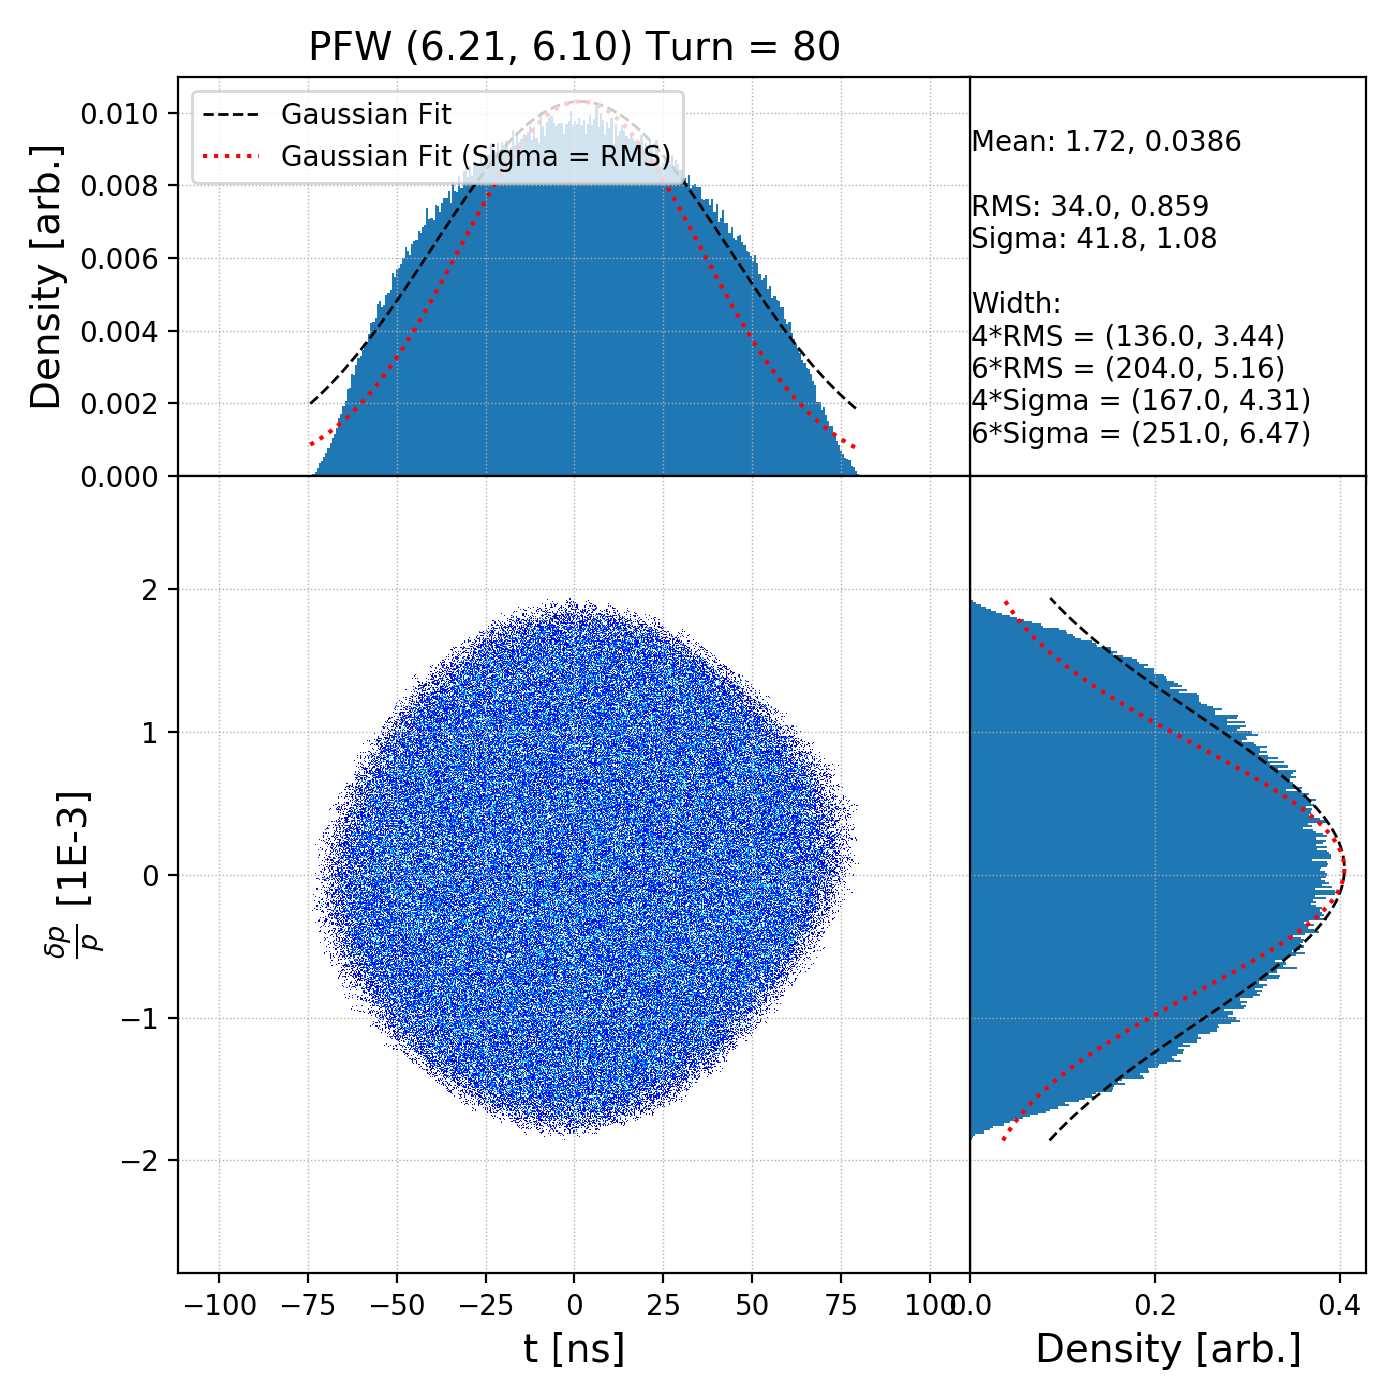 PFW (6.21, 6.10) Turn = 80
Gaussian Fit
Gaussian Fit (Sigma = RMS)
Density [arb.]
0.010
0.008
0.006
0.004
0.002
0.000
Mean: 1.72, 0.0386
RMS: 34.0, 0.859
Sigma: 41.8, 1.08
Width:
4*RMS = (136.0, 3.44)
6*RMS = (204.0, 5.16)
4*Sigma = (167.0, 4.31)
6*Sigma = (251.0, 6.47)
δp/p [1E-3]
2
1
0
−1
−2
−100 −75 −50 −25 0 25 50 75 100
t [ns]
0.0 0.2 0.4
Density [arb.]